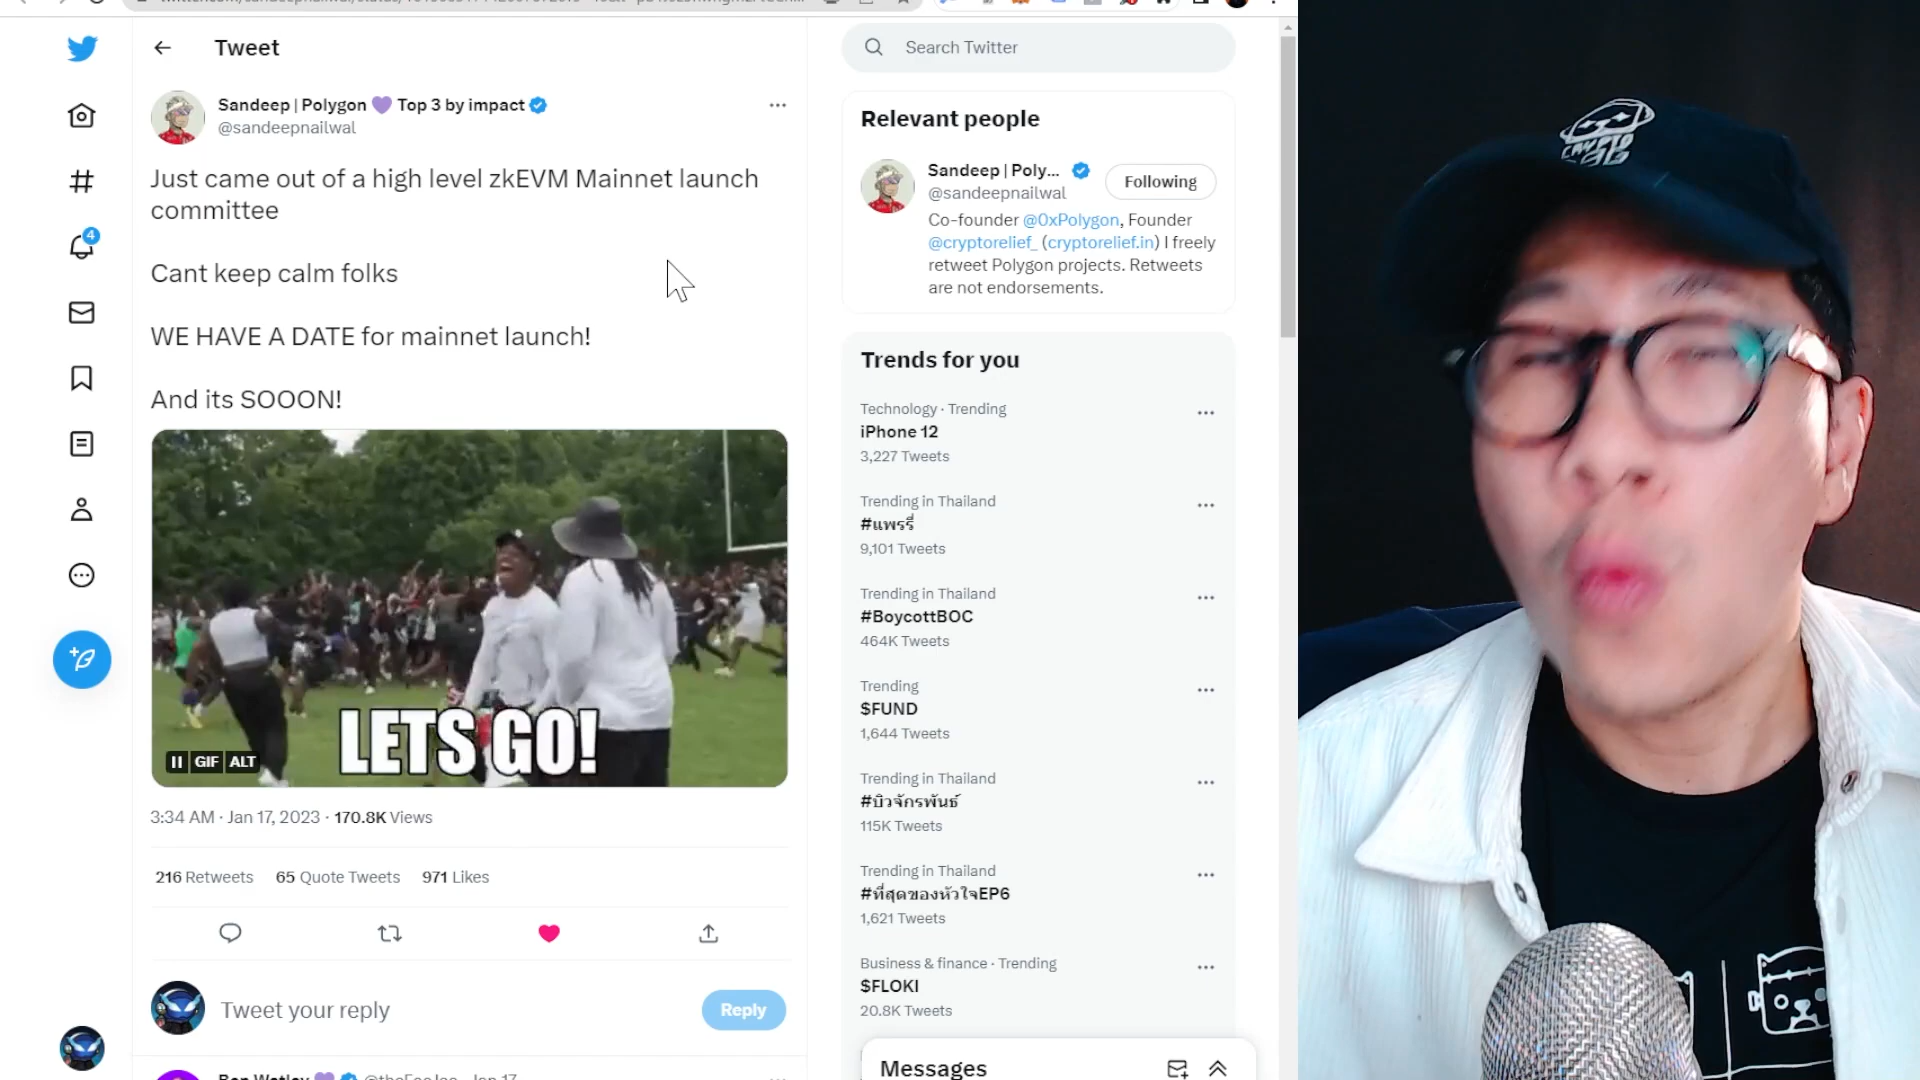 Tweet
Search Twitter
Sandeep | Polygon 💜 Top 3 by impact
@sandeepnailwal
Just came out of a high level zkEVM Mainnet launch
committee
Cant keep calm folks
WE HAVE A DATE for mainnet launch!
And its SOOON!
LETS GO!
GIF ALT
3:34 AM · Jan 17, 2023 · 170.8K Views
216 Retweets 65 Quote Tweets 971 Likes
Tweet your reply
Reply
4
Relevant people
Sandeep | Poly...
@sandeepnailwal
Following
Co-founder @0xPolygon, Founder
@cryptorelief_ (cryptorelief.in) I freely
retweet Polygon projects. Retweets
are not endorsements.
Trends for you
Technology · Trending
iPhone 12
3,227 Tweets
Trending in Thailand
#แพรรี่
9,101 Tweets
Trending in Thailand
#BoycottBOC
464K Tweets
Trending
$FUND
1,644 Tweets
Trending in Thailand
#บิวจักรพันธ์
115K Tweets
Trending in Thailand
#ที่สุดของหัวใจEP6
1,621 Tweets
Business & finance · Trending
$FLOKI
20.8K Tweets
Messages
CRYPTO